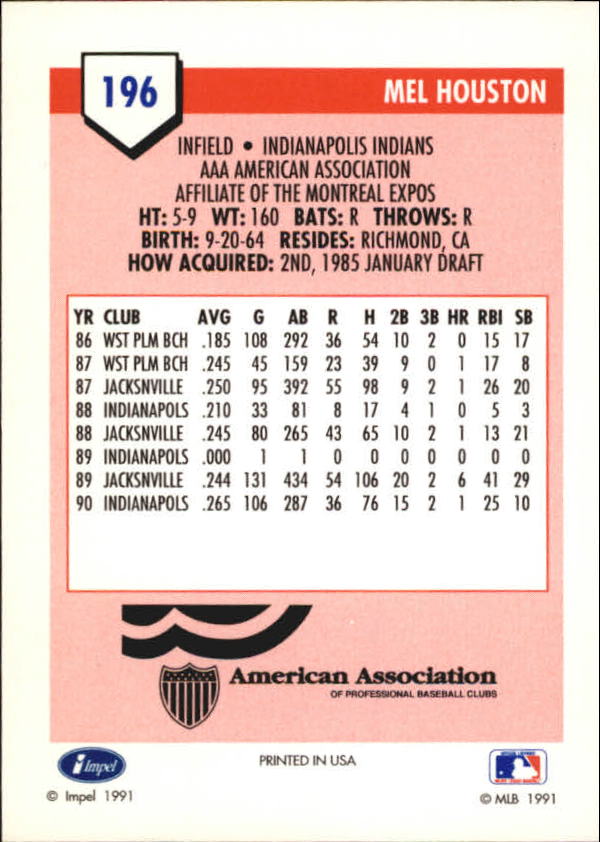 196
MEL HOUSTON
INFIELD • INDIANAPOLIS INDIANS
AAA AMERICAN ASSOCIATION
AFFILIATE OF THE MONTREAL EXPOS
HT: 5-9 WT: 160 BATS: R THROWS: R
BIRTH: 9-20-64 RESIDES: RICHMOND, CA
HOW ACQUIRED: 2ND, 1985 JANUARY DRAFT
YR CLUB AVG G AB R H 2B 3B HR RBI SB
86 WST PLM BCH .185 108 292 36 54 10 2 0 15 17
87 WST PLM BCH .245 45 159 23 39 9 0 1 17 8
87 JACKSNVILLE .250 95 392 55 98 9 2 1 26 20
88 INDIANAPOLS .210 33 81 8 17 4 1 0 5 3
88 JACKSNVILLE .245 80 265 43 65 10 2 1 13 21
89 INDIANAPOLS .000 1 1 0 0 0 0 0 0 0
89 JACKSNVILLE .244 131 434 54 106 20 2 6 41 29
90 INDIANAPOLS .265 106 287 36 76 15 2 1 25 10
American Association
OF PROFESSIONAL BASEBALL CLUBS
i Impel
PRINTED IN USA
© Impel 1991
© MLB 1991